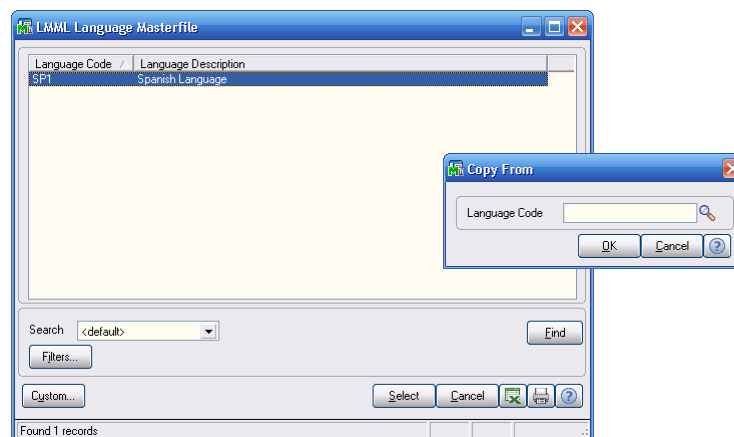 LMML Language Masterfile
Language Code Language Description
SP1 Spanish Language
Copy From
Language Code
OK Cancel
Search <default> Find
Filters...
Custom... Select Cancel
Found 1 records